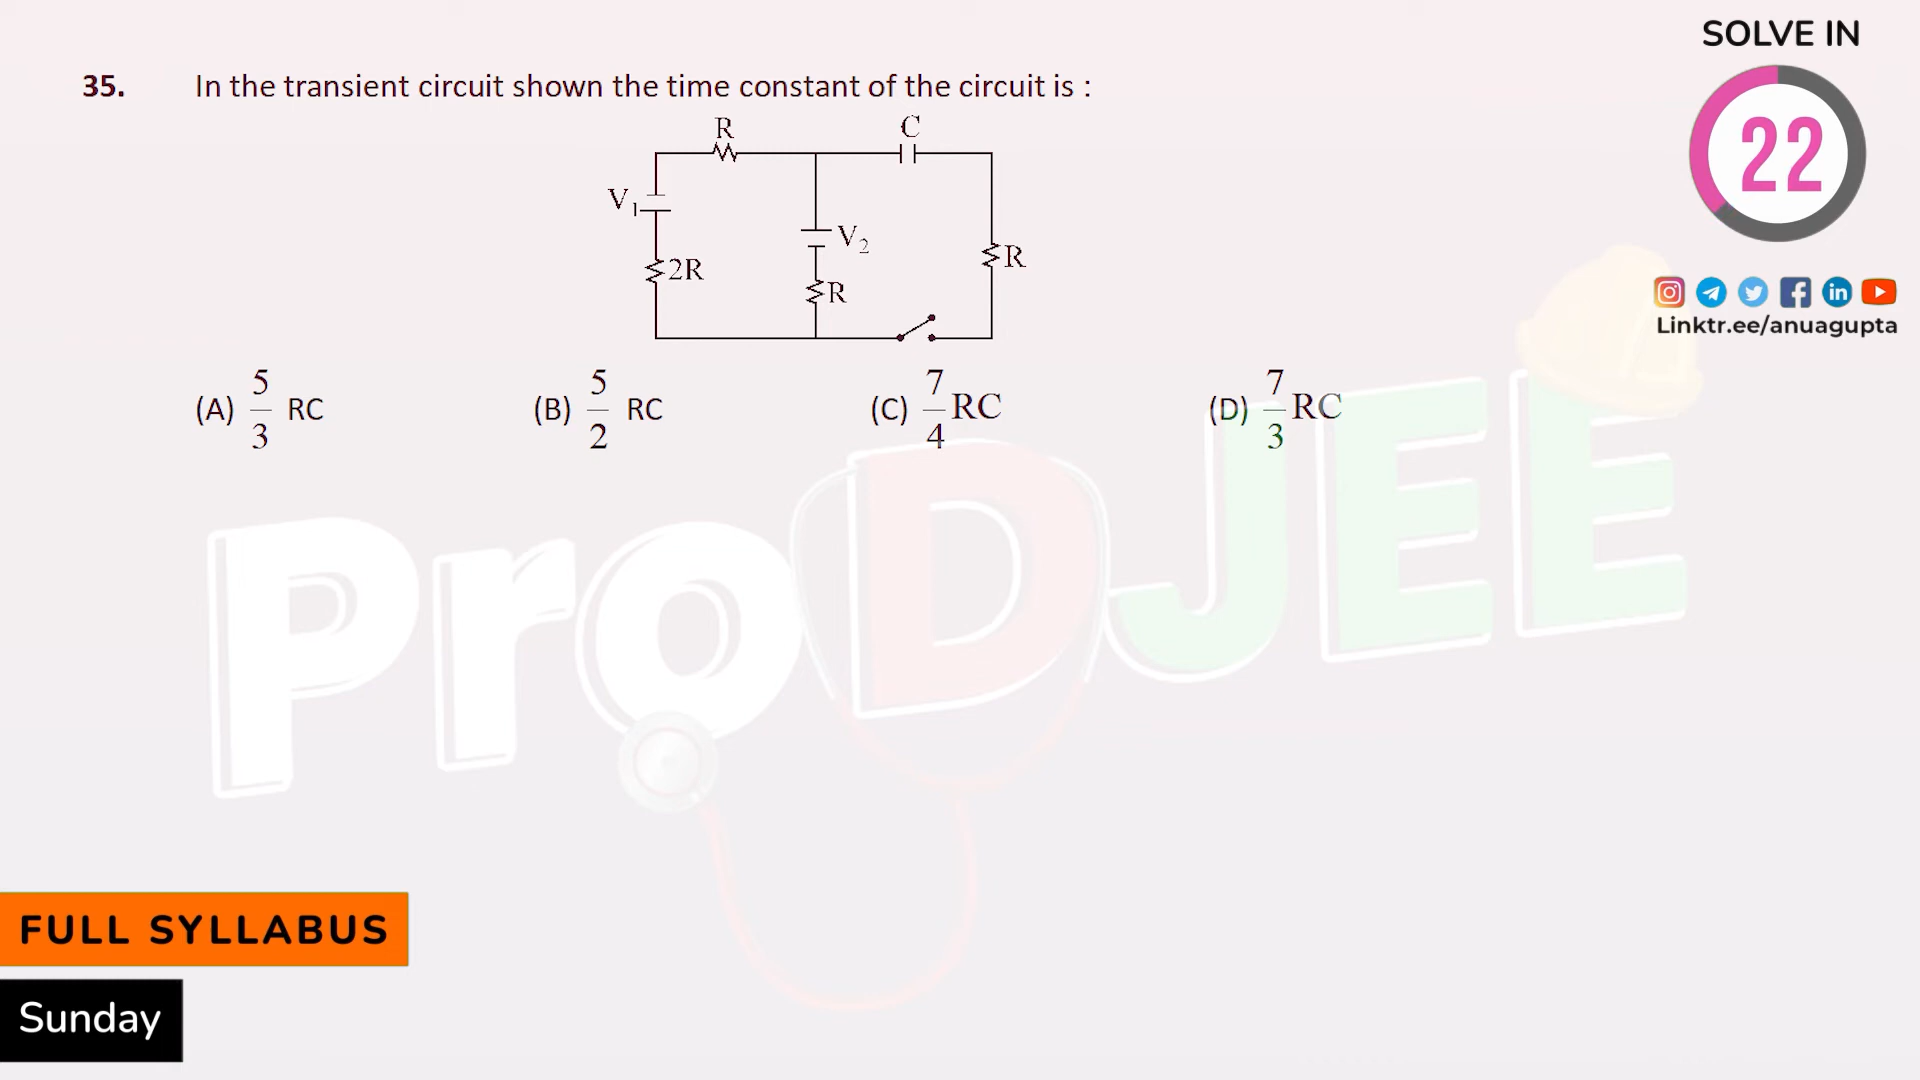 SOLVE IN
22
35. In the transient circuit shown the time constant of the circuit is :
R
C
V1
V2
2R
R
R
(A) 5/3 RC (B) 5/2 RC (C) 7/4 RC (D) 7/3 RC
Linktr.ee/anuagupta
ProDJEE
FULL SYLLABUS
Sunday